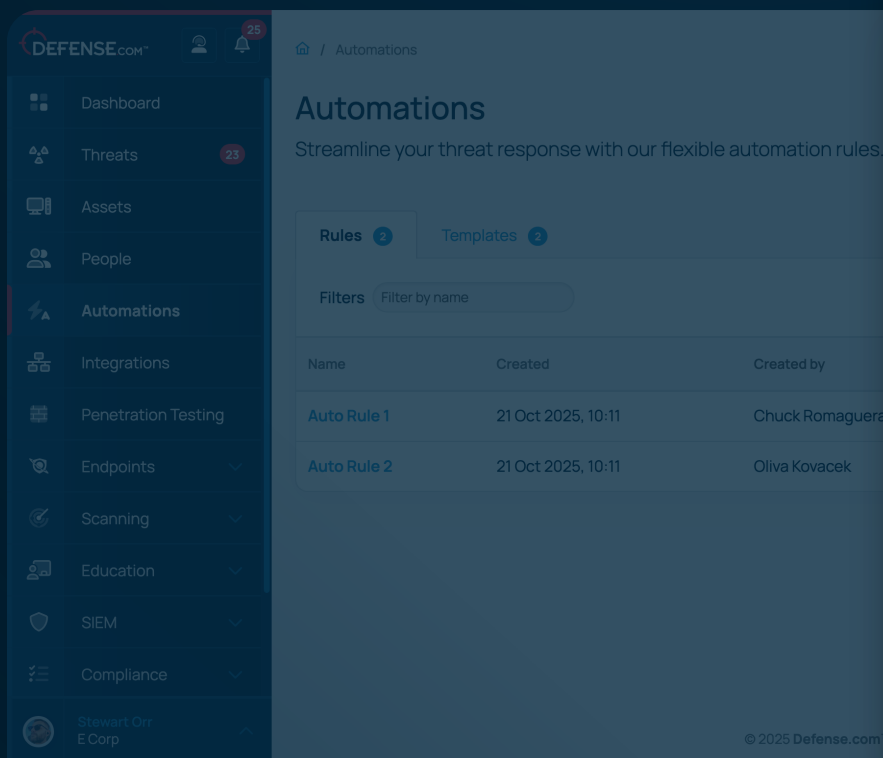 DEFENSE.COM™
25
Dashboard
Threats 23
Assets
People
Automations
Integrations
Penetration Testing
Endpoints
Scanning
Education
SIEM
Compliance
Stewart Orr
E Corp
/ Automations
Automations
Streamline your threat response with our flexible automation rules.
Rules 2 Templates 2
Filters Filter by name
Name Created Created by
Auto Rule 1 21 Oct 2025, 10:11 Chuck Romaguera
Auto Rule 2 21 Oct 2025, 10:11 Oliva Kovacek
© 2025 Defense.com